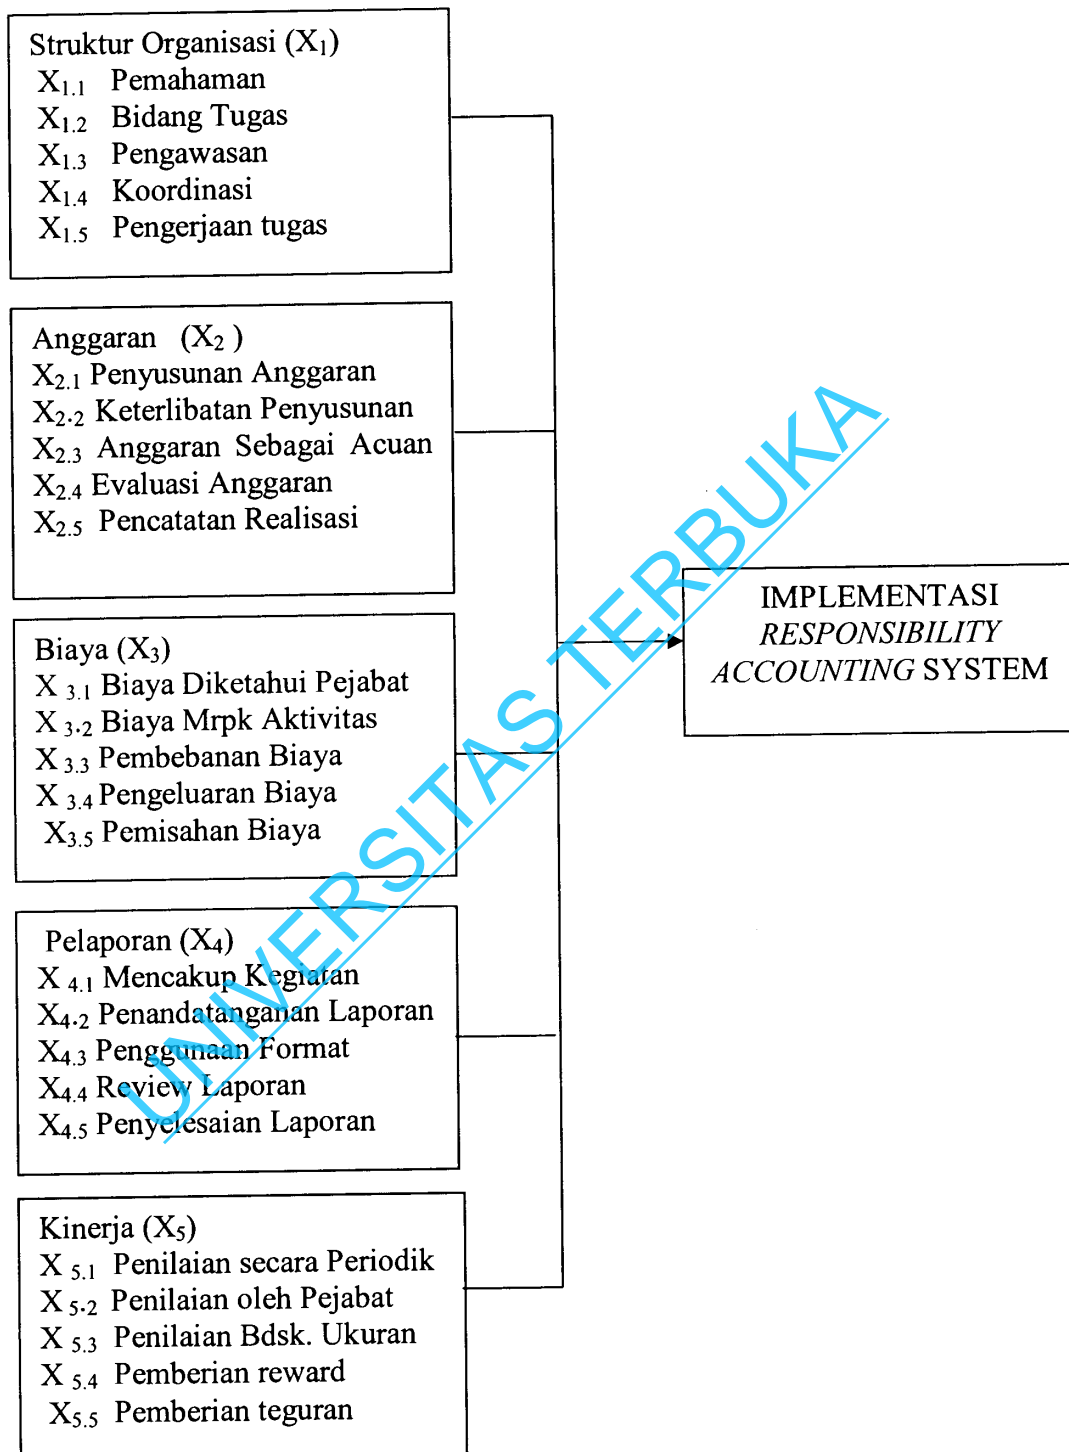 Struktur Organisasi (X1)
X1.1 Pemahaman
X1.2 Bidang Tugas
X1.3 Pengawasan
X1.4 Koordinasi
X1.5 Pengerjaan tugas
Anggaran (X2 )
X2.1 Penyusunan Anggaran
X2.2 Keterlibatan Penyusunan
X2.3 Anggaran Sebagai Acuan
X2.4 Evaluasi Anggaran
X2.5 Pencatatan Realisasi
Biaya (X3)
X 3.1 Biaya Diketahui Pejabat
X 3.2 Biaya Mrpk Aktivitas
X 3.3 Pembebanan Biaya
X 3.4 Pengeluaran Biaya
X3.5 Pemisahan Biaya
Pelaporan (X4)
X 4.1 Mencakup Kegiatan
X4.2 Penandatanganan Laporan
X4.3 Penggunaan Format
X4.4 Review Laporan
X4.5 Penyelesaian Laporan
Kinerja (X5)
X 5.1 Penilaian secara Periodik
X 5.2 Penilaian oleh Pejabat
X 5.3 Penilaian Bdsk. Ukuran
X 5.4 Pemberian reward
X5.5 Pemberian teguran
IMPLEMENTASI
RESPONSIBILITY
ACCOUNTING SYSTEM
UNIVERSITAS TERBUKA